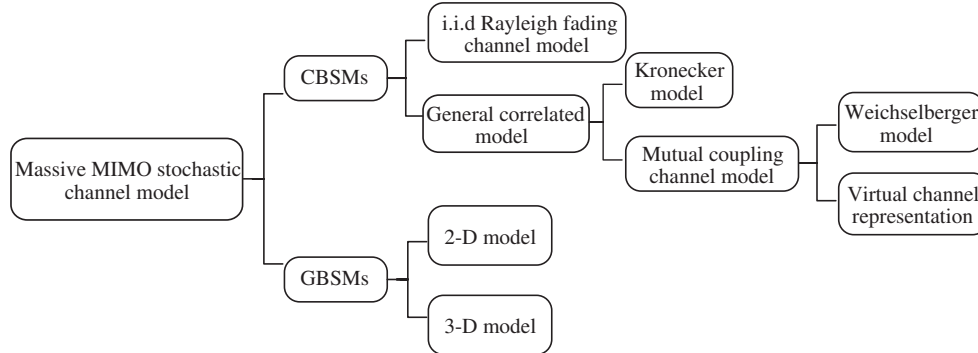 Massive MIMO stochastic
channel model
CBSMs
i.i.d Rayleigh fading
channel model
General correlated
model
Kronecker
model
Mutual coupling
channel model
Weichselberger
model
Virtual channel
representation
GBSMs
2-D model
3-D model